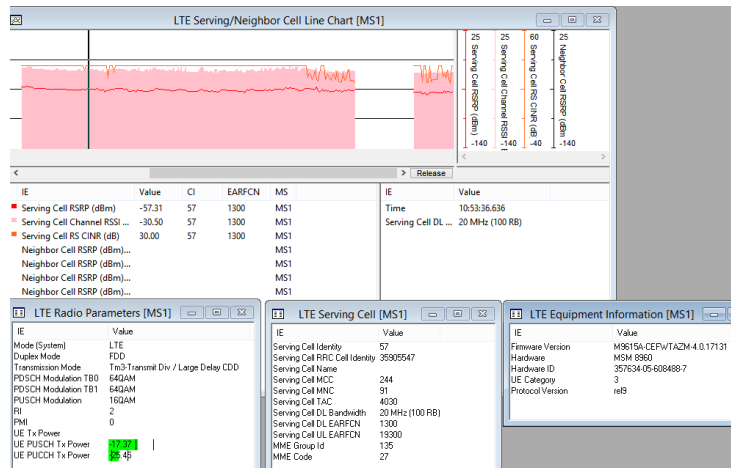 LTE Serving/Neighbor Cell Line Chart [MS1]
25 Serving Cell RSRP (dBm) -140
25 Serving Cell Channel RSSI -140
60 Serving Cell RS CINR (dB -40
25 Neighbor Cell RSRP (dBm) -140
Release
IE Value CI EARFCN MS
Serving Cell RSRP (dBm) -57.31 57 1300 MS1
Serving Cell Channel RSSI ... -30.50 57 1300 MS1
Serving Cell RS CINR (dB) 30.00 57 1300 MS1
Neighbor Cell RSRP (dBm)... MS1
Neighbor Cell RSRP (dBm)... MS1
Neighbor Cell RSRP (dBm)... MS1
Neighbor Cell RSRP (dBm)... MS1
IE Value
Time 10:53:36.636
Serving Cell DL ... 20 MHz (100 RB)
LTE Radio Parameters [MS1]
IE Value
Mode (System) LTE
Duplex Mode FDD
Transmission Mode Tm3-Transmit Div / Large Delay CDD
PDSCH Modulation TB0 64QAM
PDSCH Modulation TB1 64QAM
PUSCH Modulation 16QAM
RI 2
PMI 0
UE Tx Power
UE PUSCH Tx Power -17.37
UE PUCCH Tx Power -25.45
LTE Serving Cell [MS1]
IE Value
Serving Cell Identity 57
Serving Cell RRC Cell Identity 35905547
Serving Cell Name
Serving Cell MCC 244
Serving Cell MNC 91
Serving Cell TAC 4030
Serving Cell DL Bandwidth 20 MHz (100 RB)
Serving Cell DL EARFCN 1300
Serving Cell UL EARFCN 19300
MME Group Id 135
MME Code 27
LTE Equipment Information [MS1]
IE Value
Firmware Version M9615A-CEFWTAZM-4.0.17131
Hardware MSM 8960
Hardware ID 357634-05-608488-7
UE Category 3
Protocol Version rel9